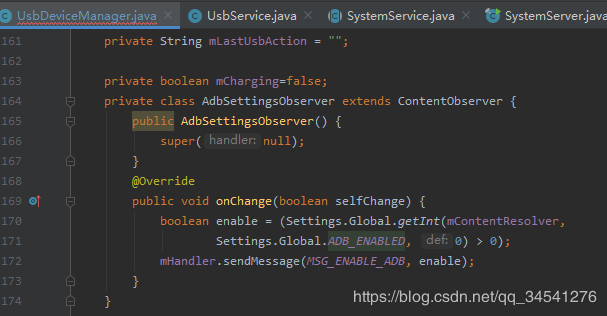 UsbDeviceManager.java UsbService.java SystemService.java SystemServer.java
161 private String mLastUsbAction = "";
162
163 private boolean mCharging=false;
164 private class AdbSettingsObserver extends ContentObserver {
165 public AdbSettingsObserver() {
166 super( handler: null);
167 }
168 @Override
169 public void onChange(boolean selfChange) {
170 boolean enable = (Settings.Global.getInt(mContentResolver,
171 Settings.Global.ADB_ENABLED, def: 0) > 0);
172 mHandler.sendMessage(MSG_ENABLE_ADB, enable);
173 }
174 }
https://blog.csdn.net/qq_34541276